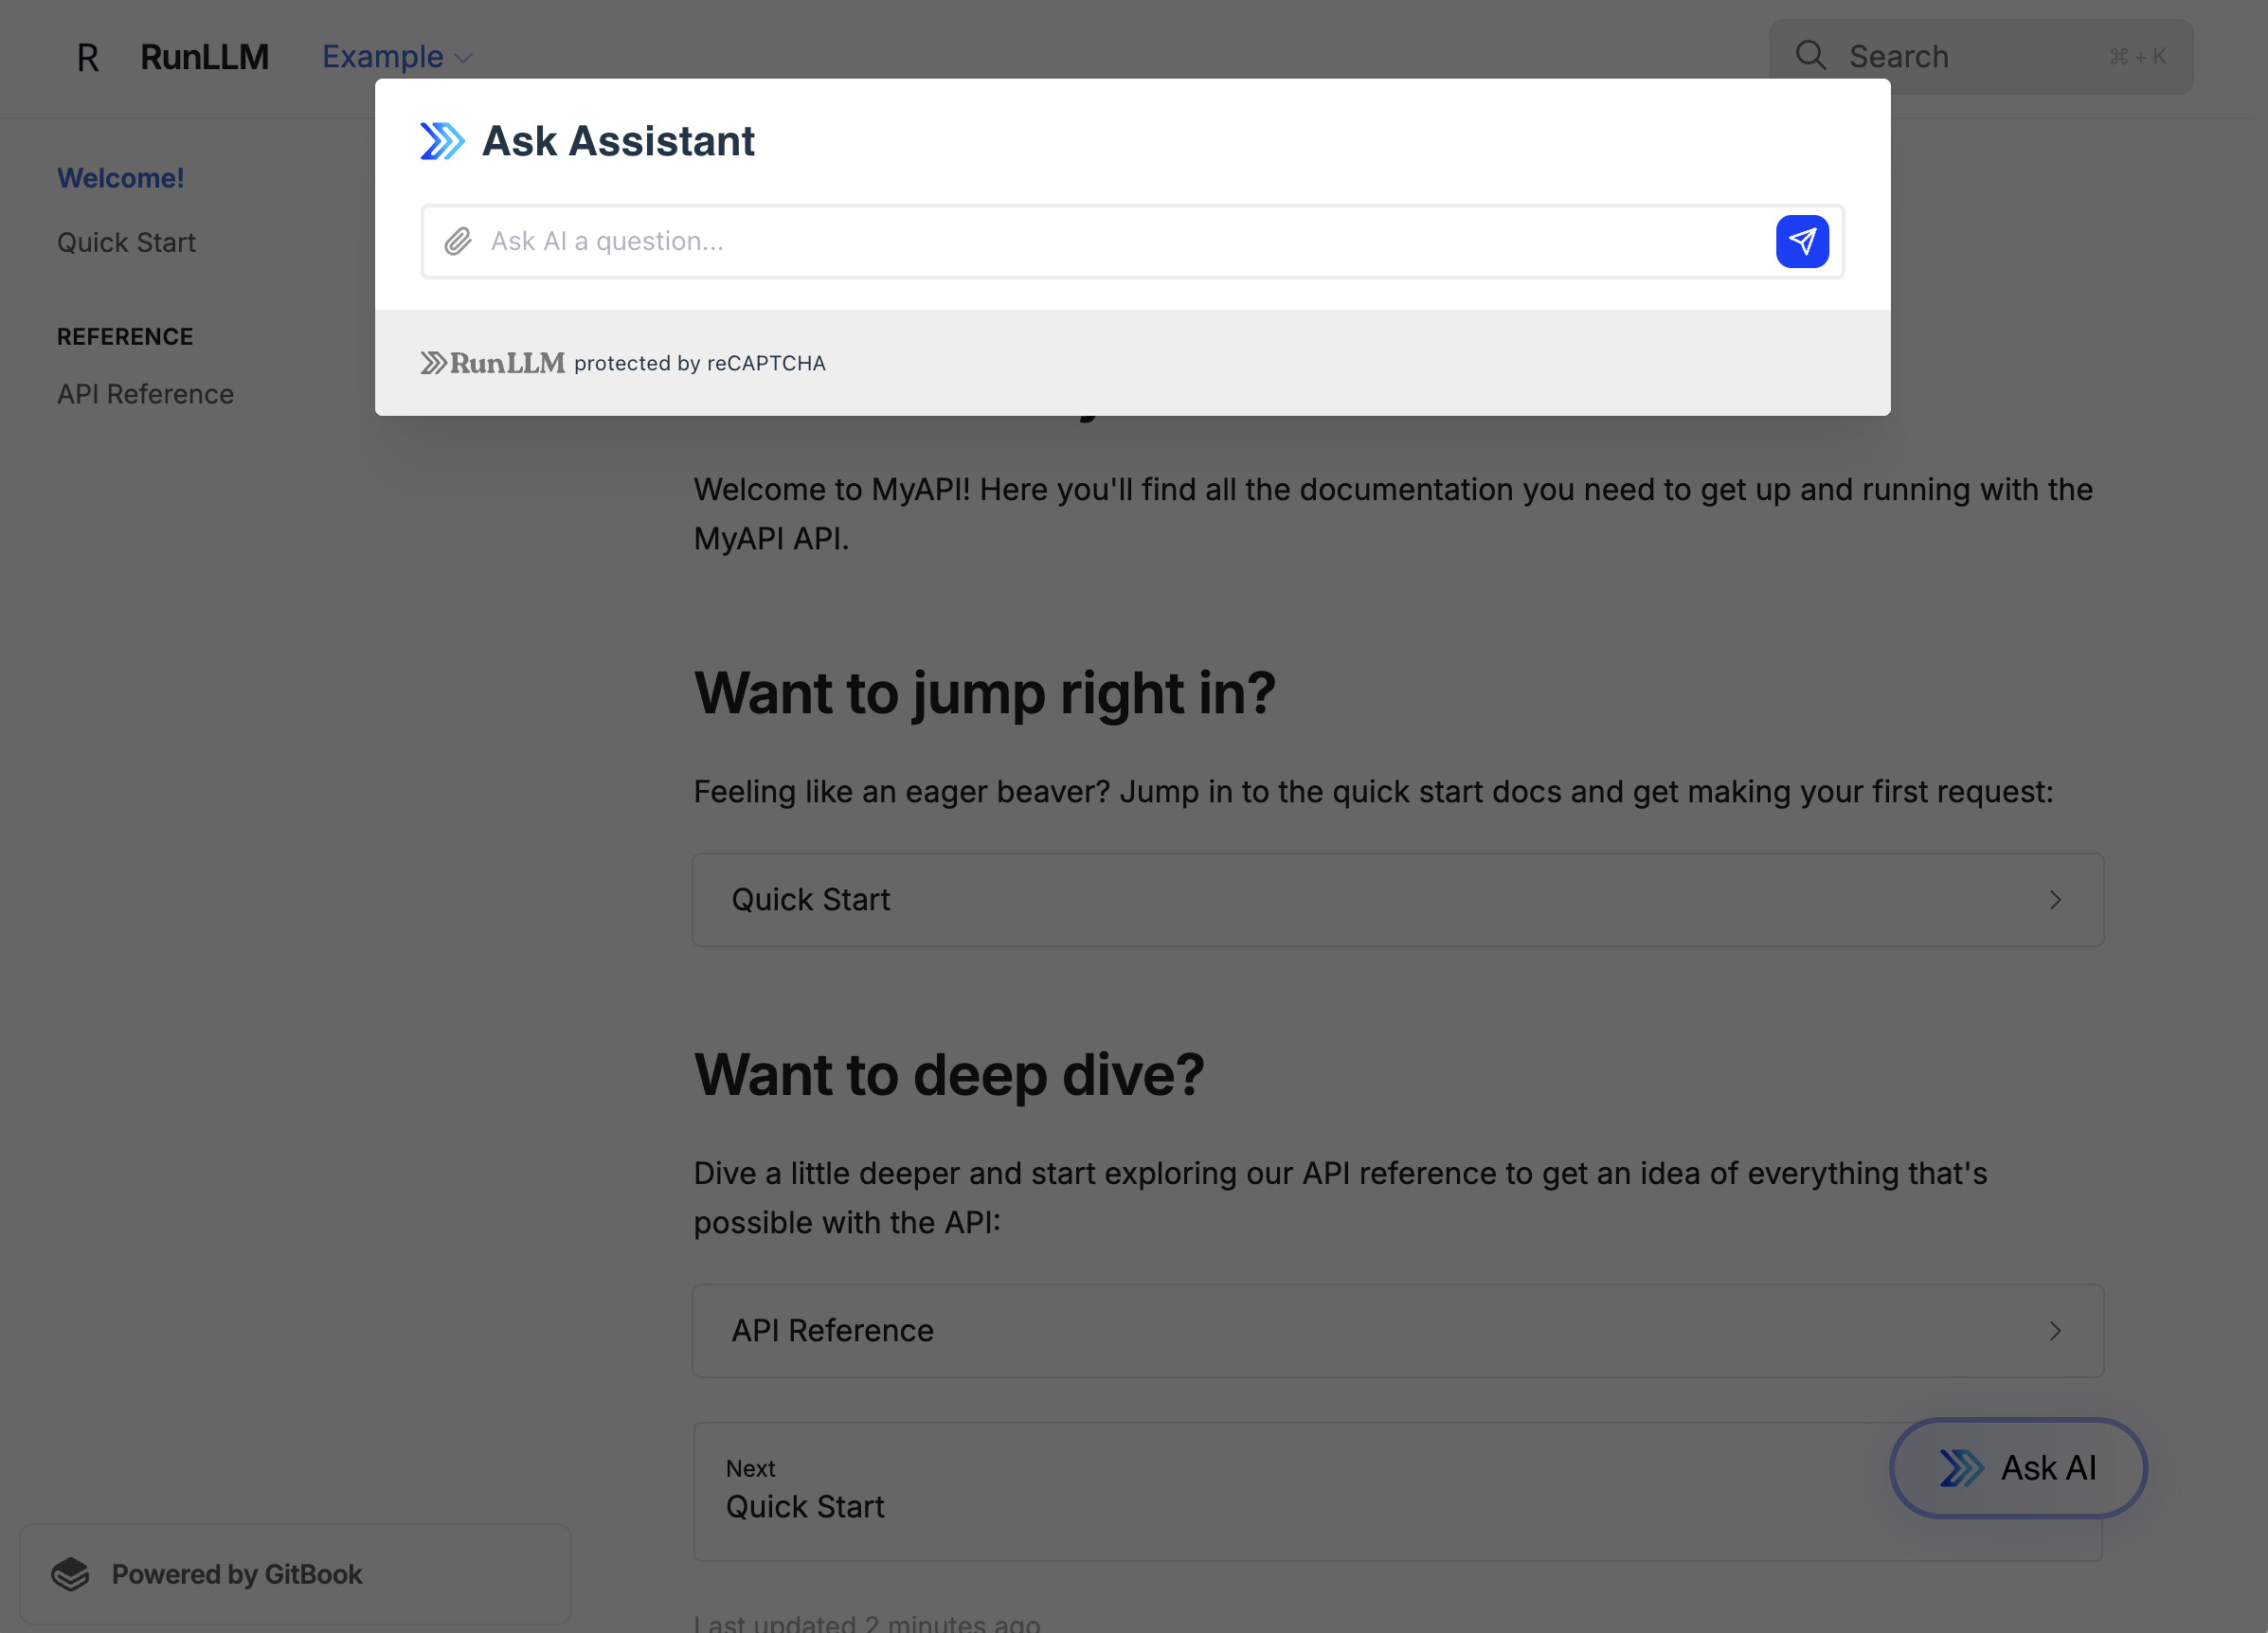 R RunLLM Example Search ⌘ + K
Ask Assistant
Ask AI a question...
RunLLM protected by reCAPTCHA
Welcome!
Quick Start
REFERENCE
API Reference
Welcome to MyAPI! Here you'll find all the documentation you need to get up and running with the
MyAPI API.
Want to jump right in?
Feeling like an eager beaver? Jump in to the quick start docs and get making your first request:
Quick Start
Want to deep dive?
Dive a little deeper and start exploring our API reference to get an idea of everything that's
possible with the API:
API Reference
Next
Quick Start
Ask AI
Powered by GitBook
Last updated 2 minutes ago